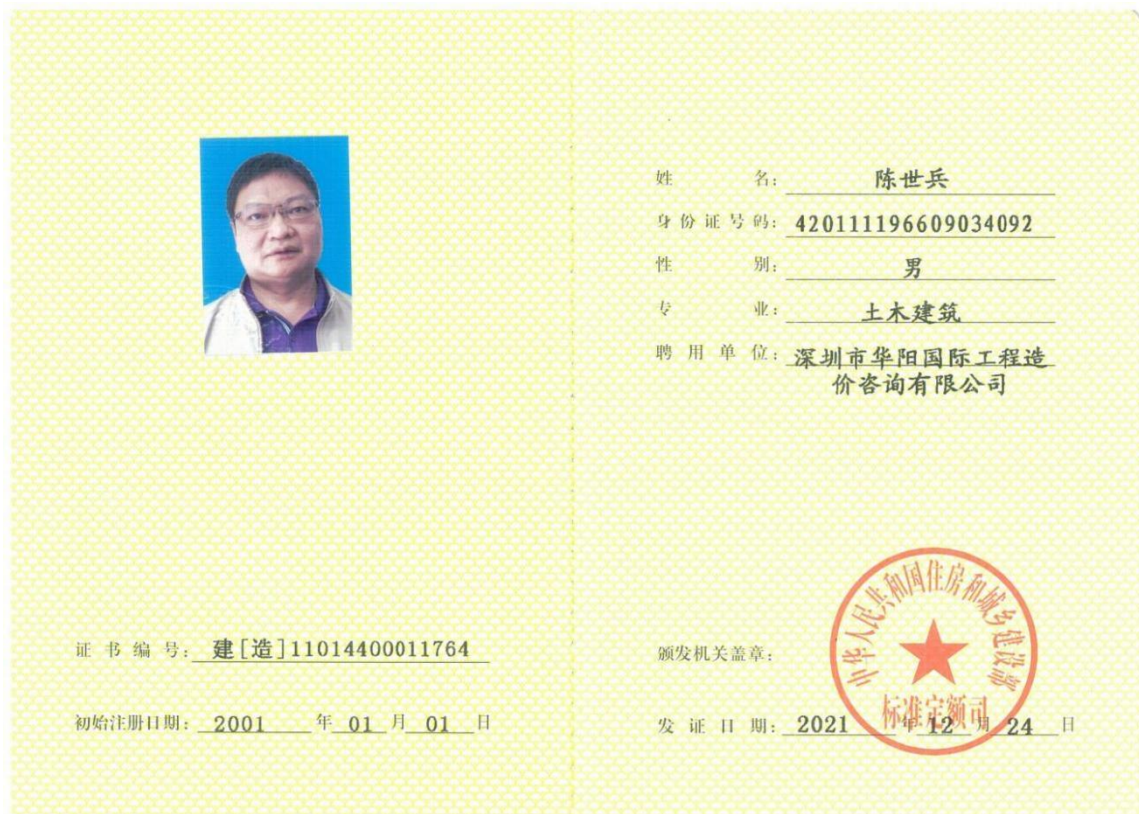 姓名：陈世兵
身份证号码：420111196609034092
性别：男
专业：土木建筑
聘用单位：深圳市华阳国际工程造
价咨询有限公司
证书编号：建[造]11014400011764
初始注册日期：2001年01月01日
颁发机关盖章：
中华人民共和国住房和城乡建设部
标准定额司
发证日期：2021年12月24日